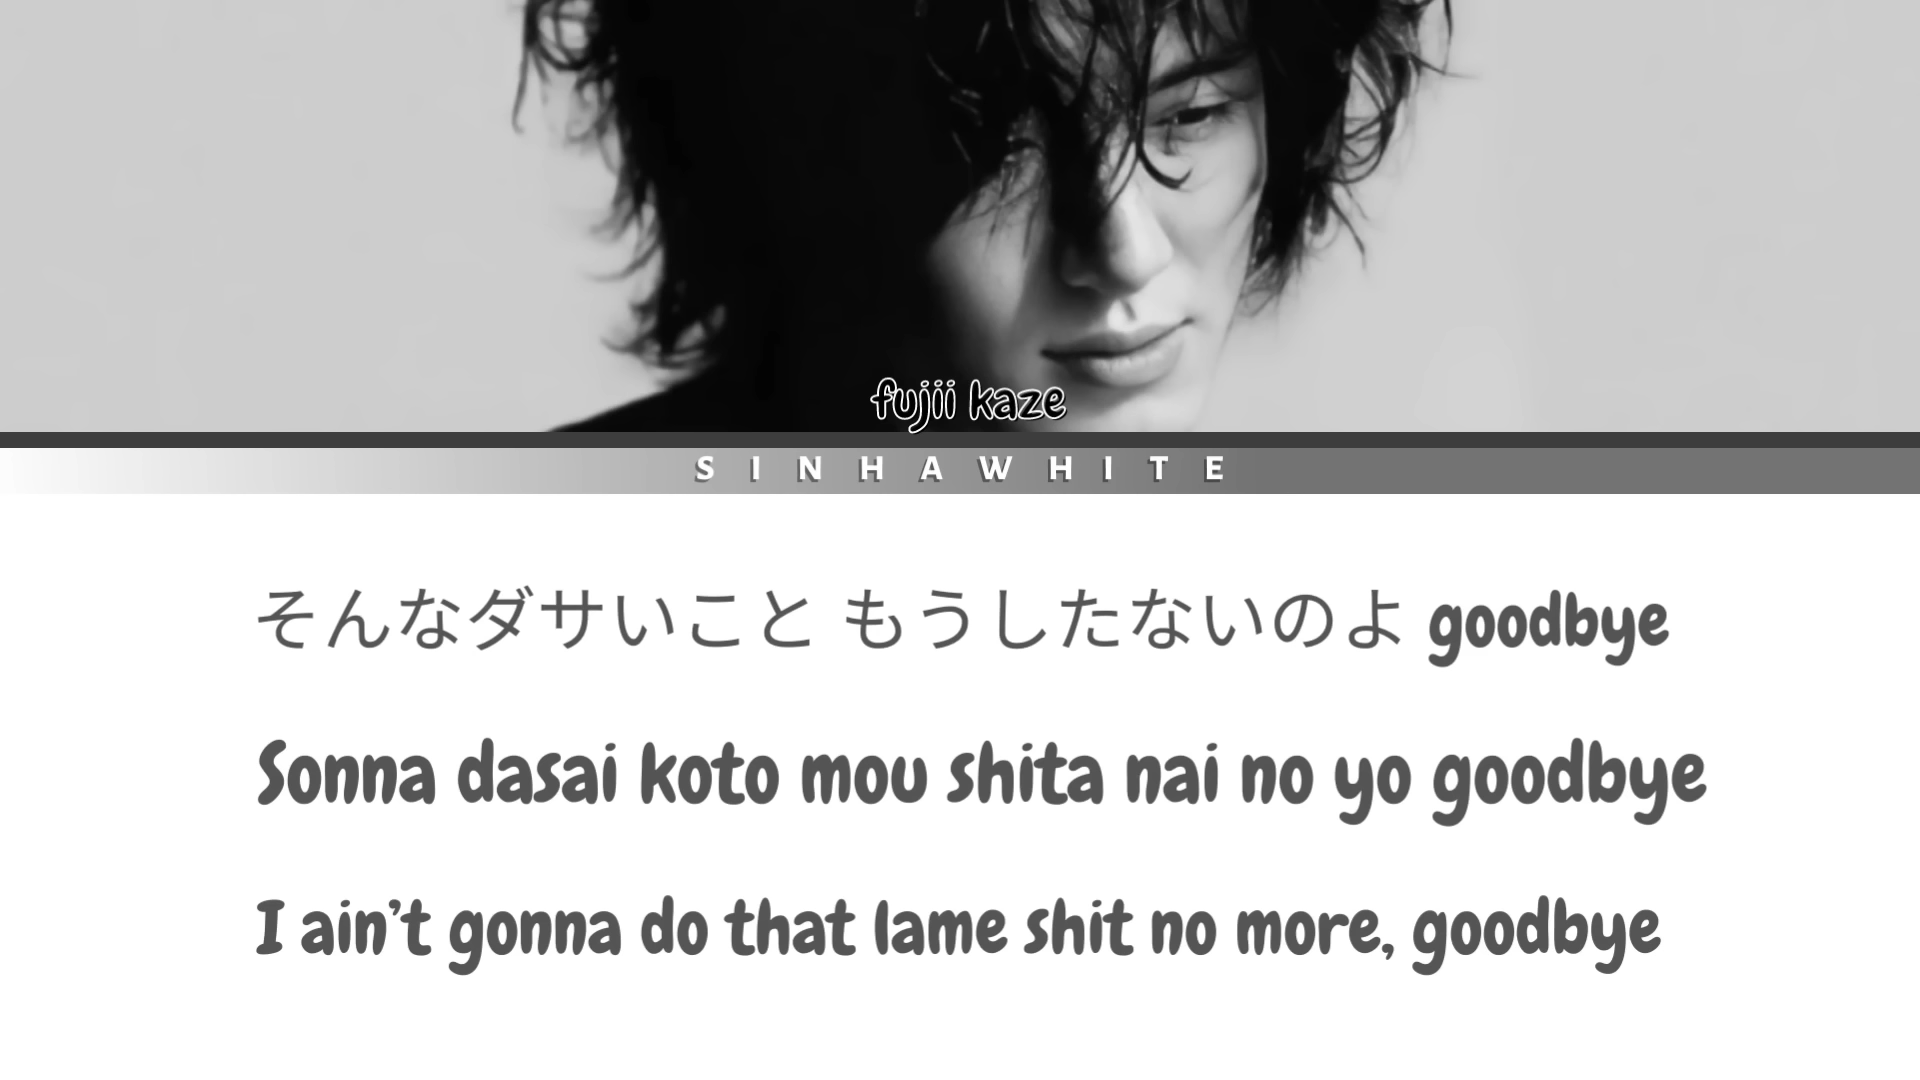 fujii kaze
SINHAWHITE
そんなダサいこと もうしたないのよ goodbye
Sonna dasai koto mou shita nai no yo goodbye
I ain’t gonna do that lame shit no more, goodbye